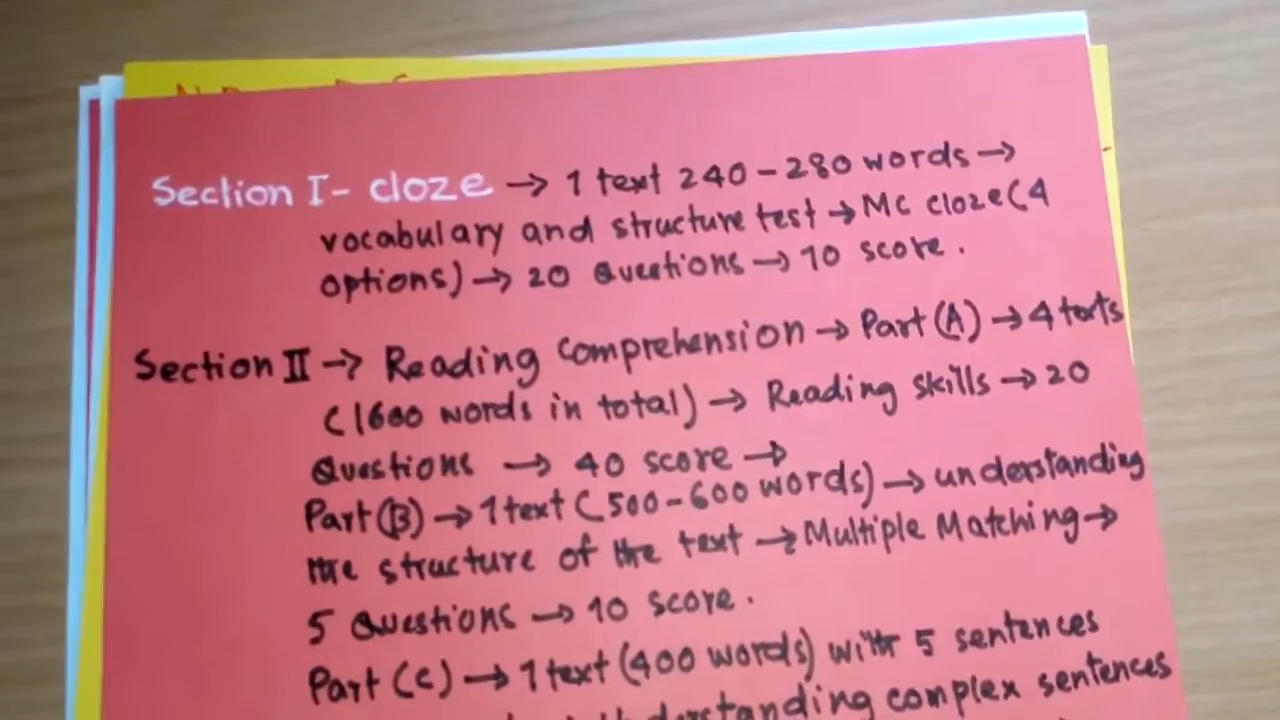 Section I - cloze → 1 text 240-280 words →
vocabulary and structure test → MC cloze (4
options) → 20 Questions → 10 score.
Section II → Reading Comprehension → Part (A) → 4 texts
(1600 words in total) → Reading skills → 20
Questions → 40 score →
Part (B) → 1 text (500-600 words) → understanding
the structure of the text → Multiple Matching →
5 Questions → 10 score.
Part (C) → 1 text (400 words) with 5 sentences
understanding complex sentences